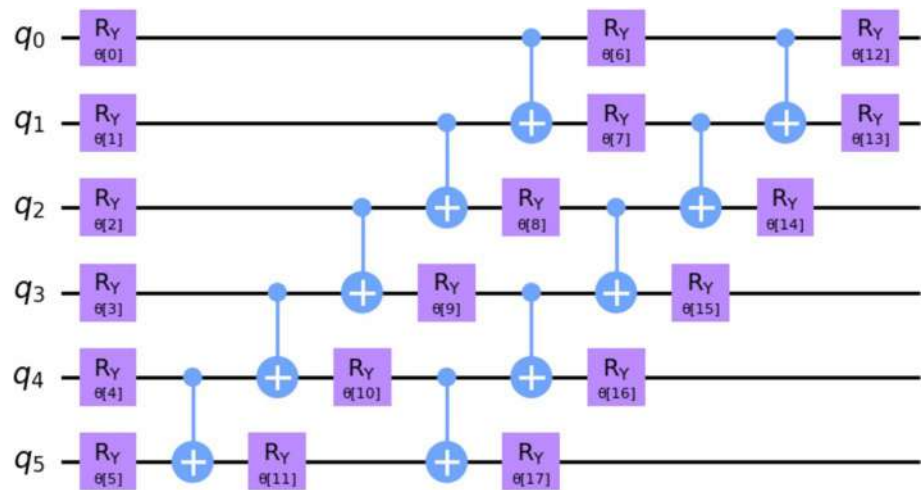 q0 RY θ[0] RY θ[6] RY θ[12]
q1 RY θ[1] RY θ[7] RY θ[13]
q2 RY θ[2] RY θ[8] RY θ[14]
q3 RY θ[3] RY θ[9] RY θ[15]
q4 RY θ[4] RY θ[10] RY θ[16]
q5 RY θ[5] RY θ[11] RY θ[17]